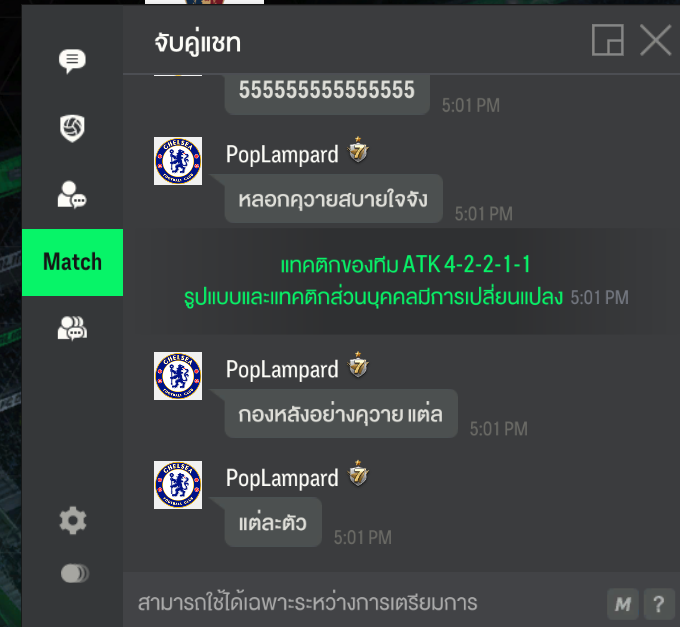 จับคู่แชท
555555555555555
5:01 PM
PopLampard
หลอกคุวายสบายใจจัง
5:01 PM
Match
แทคติกของทีม ATK 4-2-2-1-1
รูปแบบและแทคติกส่วนบุคคลมีการเปลี่ยนแปลง 5:01 PM
PopLampard
กองหลังอย่างคุวาย แต่ล
5:01 PM
PopLampard
แต่ละตัว
5:01 PM
สามารถใช้ได้เฉพาะระหว่างการเตรียมการ
M ?